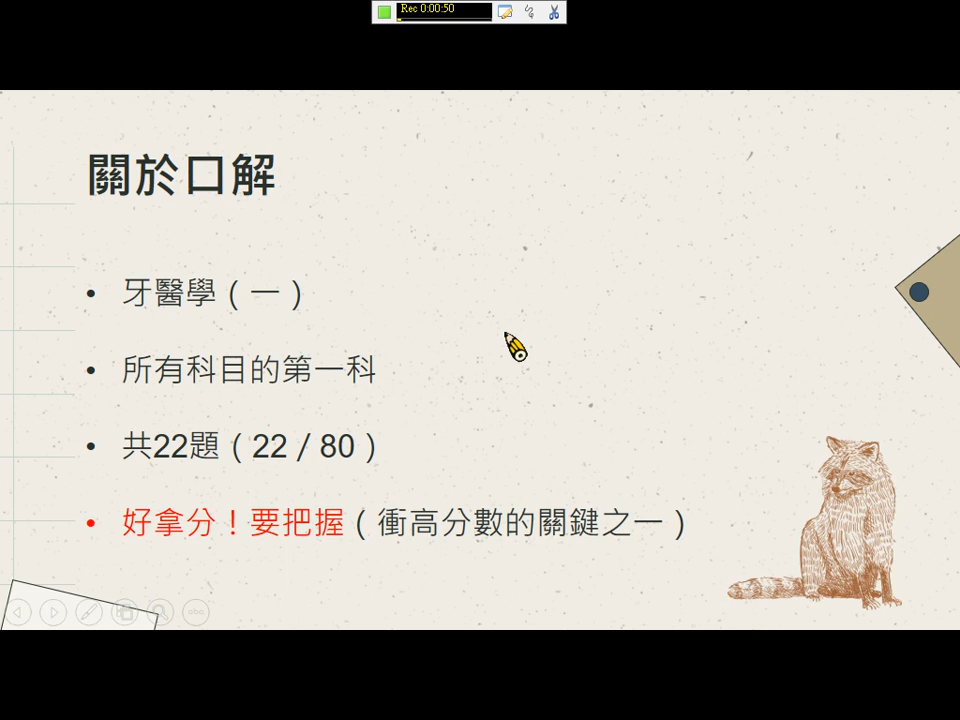 Rec 0:00:50
關於口解
• 牙醫學（一）
• 所有科目的第一科
• 共22題（22 / 80）
• 好拿分！要把握（衝高分數的關鍵之一）
abc